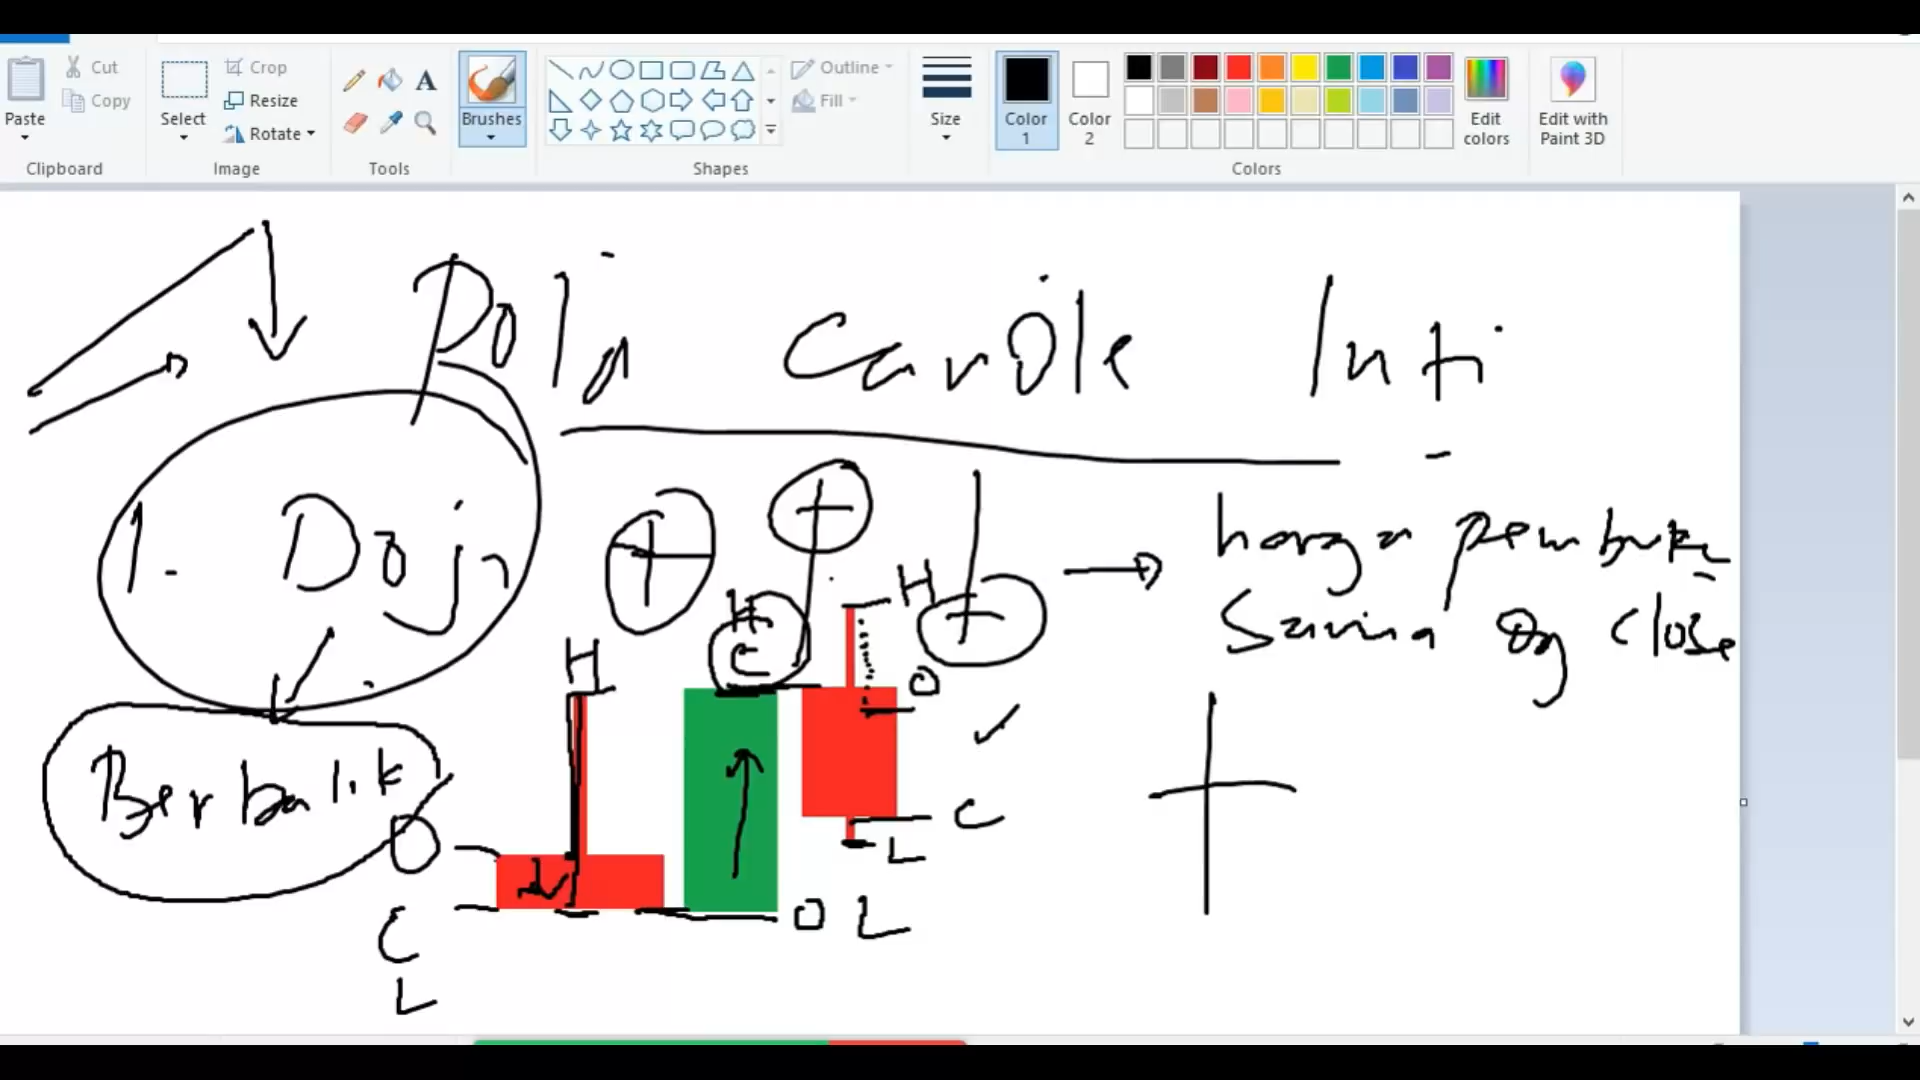 Paste
Cut
Copy
Clipboard
Select
Crop
Resize
Rotate
Image
A
Tools
Brushes
Outline
Fill
Shapes
Size
Color 1
Color 2
Edit colors
Colors
Edit with Paint 3D
Pola Candle Inti
1. Doji
harga pembuka
sama dg close
Berbalik
H
H
C
H
O
C
L
O
C
L
O L